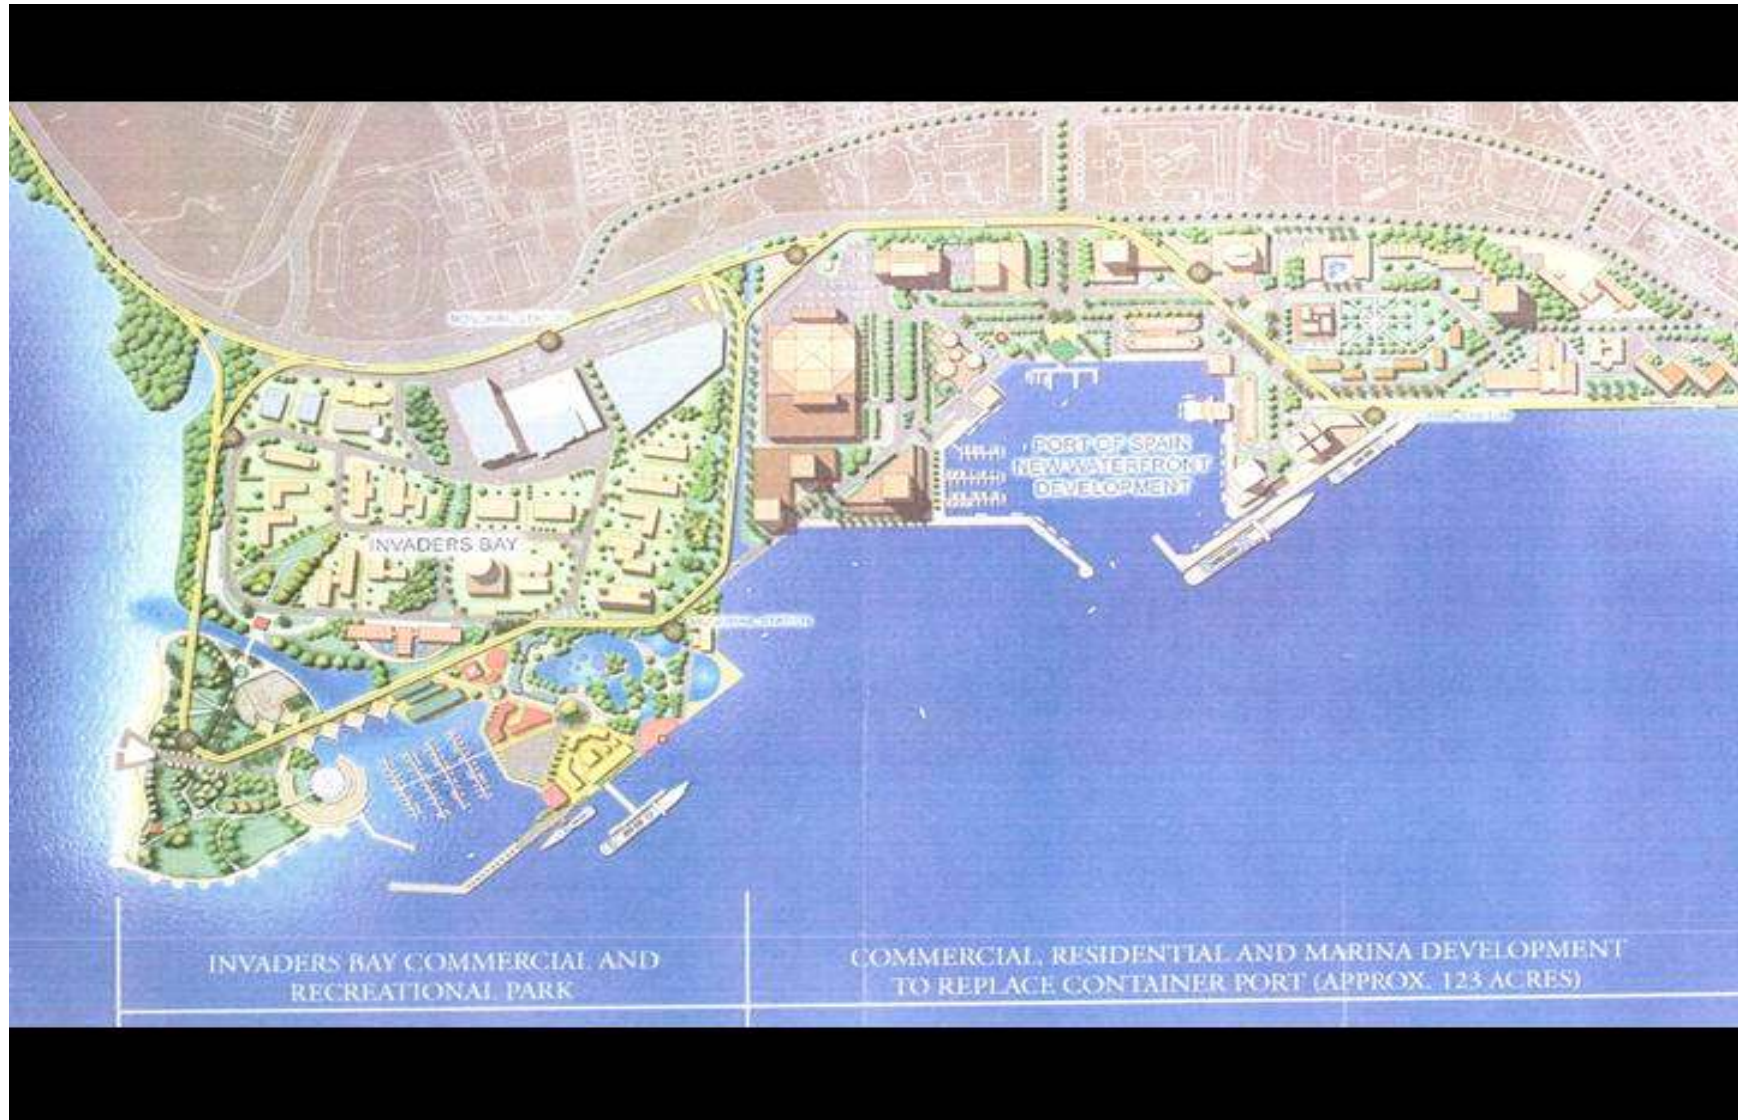 PORT OF SPAIN
NEW WATERFRONT
DEVELOPMENT
INVADERS BAY
INVADERS BAY COMMERCIAL AND
RECREATIONAL PARK
COMMERCIAL, RESIDENTIAL AND MARINA DEVELOPMENT
TO REPLACE CONTAINER PORT (APPROX. 123 ACRES)